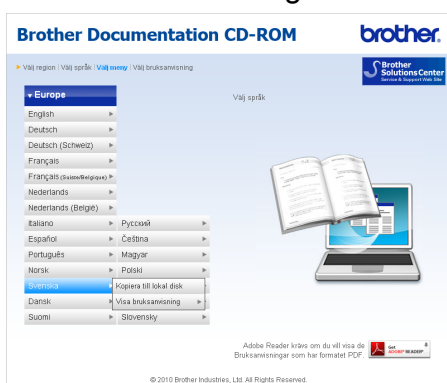 Brother Documentation CD-ROM
brother.
Välj region | Välj språk | Välj meny | Välj bruksanvisning
Brother
Solutions Center
Service & Support Web Site
Europe
Välj språk
English
Deutsch
Deutsch (Schweiz)
Français
Français (Suisse/Belgique)
Nederlands
Nederlands (België)
Italiano
Русский
Español
Čeština
Português
Magyar
Norsk
Polski
Svenska
Kopiera till lokal disk
Dansk
Visa bruksanvisning
Suomi
Slovensky
Adobe Reader krävs om du vill visa de
Bruksanvisningar som har formatet PDF.
Get
ADOBE® READER®
© 2010 Brother Industries, Ltd. All Rights Reserved.